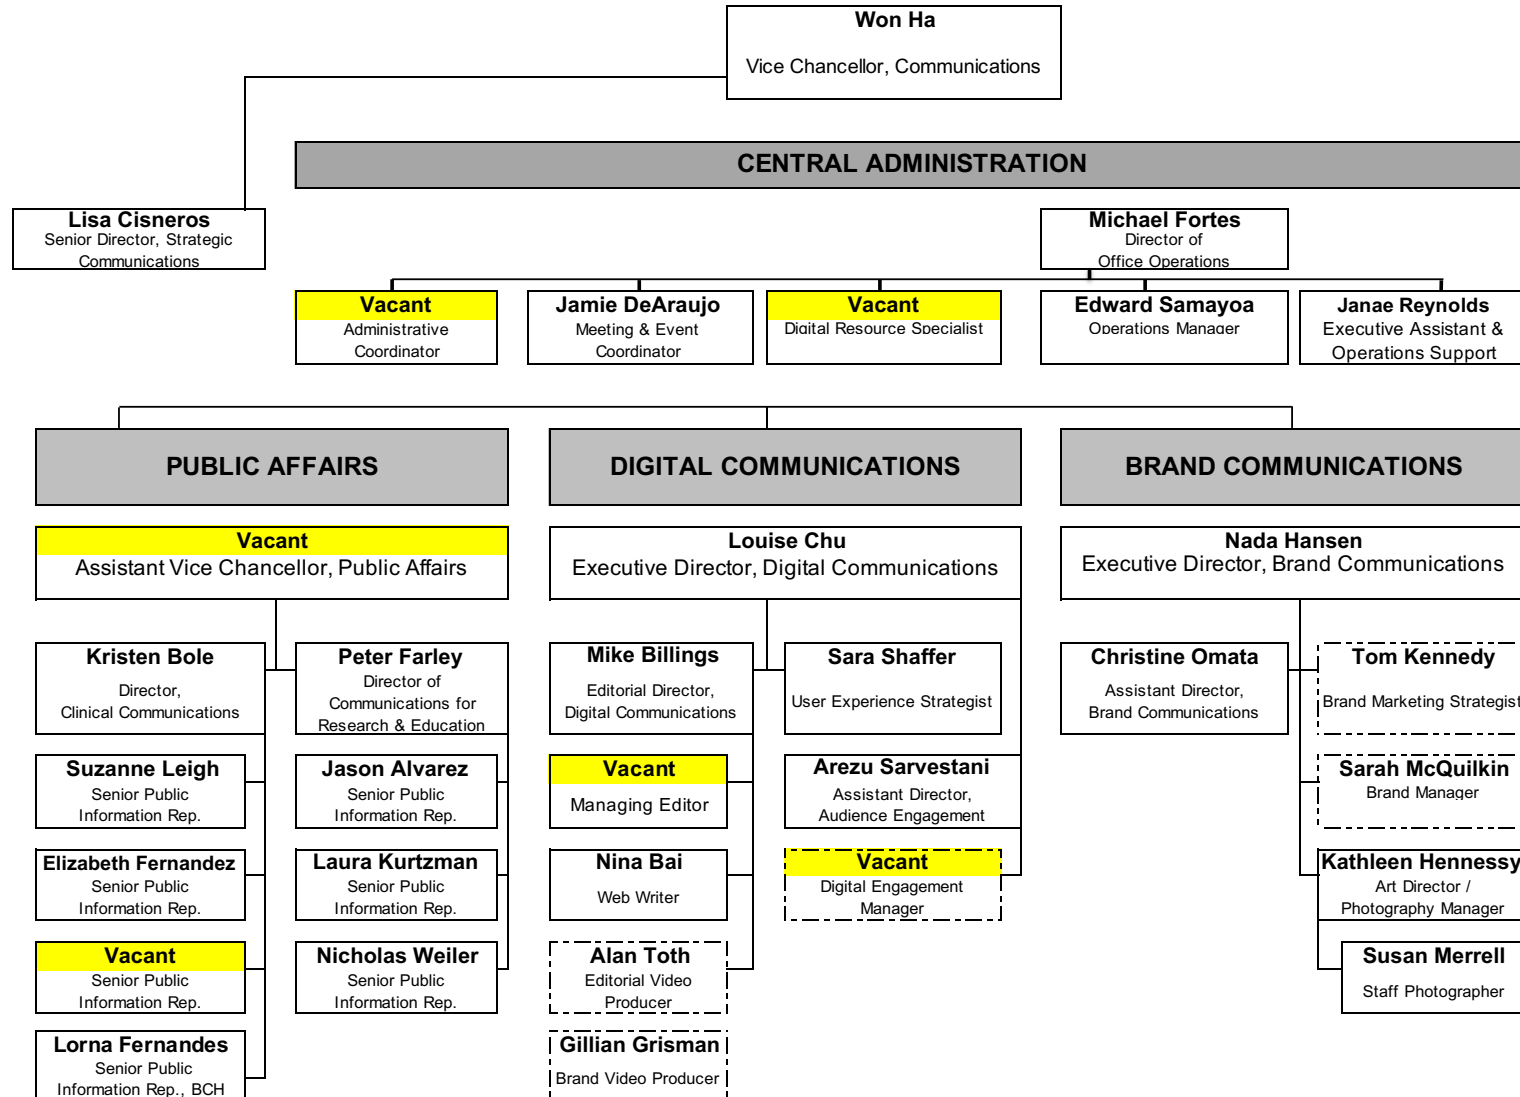 Won Ha
Vice Chancellor, Communications
CENTRAL ADMINISTRATION
Lisa Cisneros
Senior Director, Strategic
Communications
Michael Fortes
Director of
Office Operations
Vacant
Administrative
Coordinator
Jamie DeAraujo
Meeting & Event
Coordinator
Vacant
Digital Resource Specialist
Edward Samayoa
Operations Manager
Janae Reynolds
Executive Assistant &
Operations Support
PUBLIC AFFAIRS
DIGITAL COMMUNICATIONS
BRAND COMMUNICATIONS
Vacant
Assistant Vice Chancellor, Public Affairs
Louise Chu
Executive Director, Digital Communications
Nada Hansen
Executive Director, Brand Communications
Kristen Bole
Director,
Clinical Communications
Peter Farley
Director of
Communications for
Research & Education
Mike Billings
Editorial Director,
Digital Communications
Sara Shaffer
User Experience Strategist
Christine Omata
Assistant Director,
Brand Communications
Tom Kennedy
Brand Marketing Strategist
Suzanne Leigh
Senior Public
Information Rep.
Jason Alvarez
Senior Public
Information Rep.
Vacant
Managing Editor
Arezu Sarvestani
Assistant Director,
Audience Engagement
Sarah McQuilkin
Brand Manager
Elizabeth Fernandez
Senior Public
Information Rep.
Laura Kurtzman
Senior Public
Information Rep.
Nina Bai
Web Writer
Vacant
Digital Engagement
Manager
Kathleen Hennessy
Art Director /
Photography Manager
Vacant
Senior Public
Information Rep.
Nicholas Weiler
Senior Public
Information Rep.
Alan Toth
Editorial Video
Producer
Susan Merrell
Staff Photographer
Lorna Fernandes
Senior Public
Information Rep., BCH
Gillian Grisman
Brand Video Producer